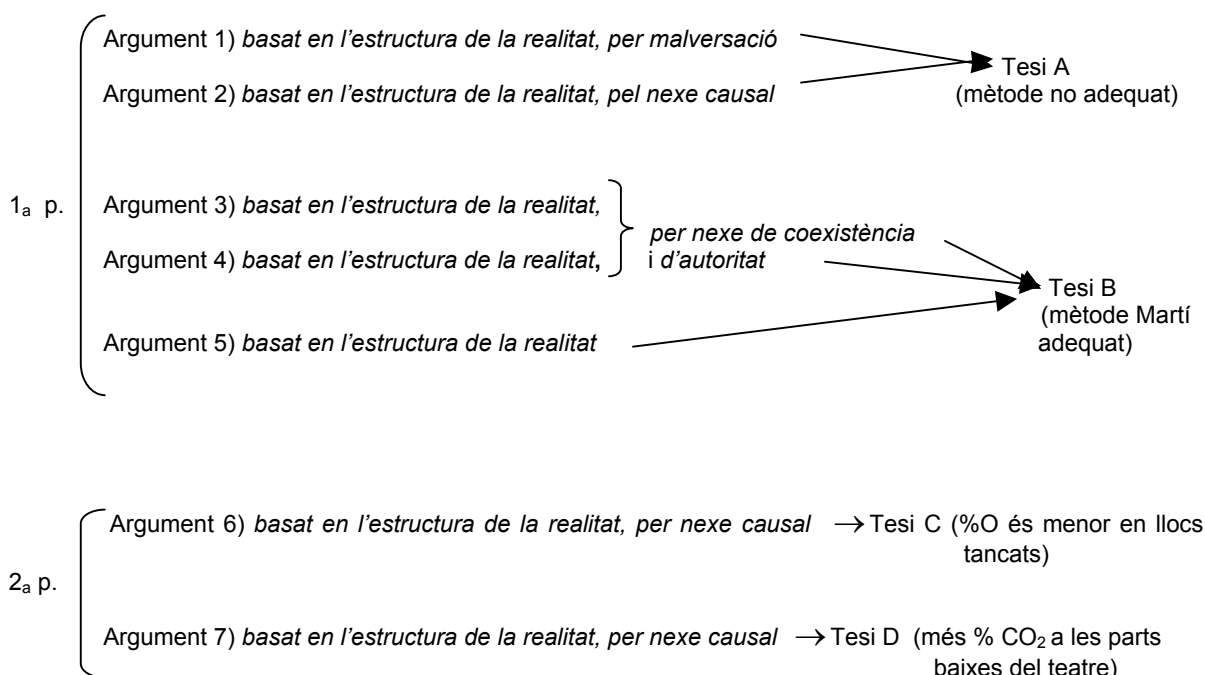 Argument 1) basat en l’estructura de la realitat, per malversació
Tesi A
Argument 2) basat en l’estructura de la realitat, pel nexe causal
(mètode no adequat)
1a p.
Argument 3) basat en l’estructura de la realitat,
per nexe de coexistència
Argument 4) basat en l’estructura de la realitat,
i d’autoritat
Tesi B
(mètode Martí
Argument 5) basat en l’estructura de la realitat
adequat)
Argument 6) basat en l’estructura de la realitat, per nexe causal → Tesi C (%O és menor en llocs
tancats)
2a p.
Argument 7) basat en l’estructura de la realitat, per nexe causal → Tesi D (més % CO2 a les parts
baixes del teatre)